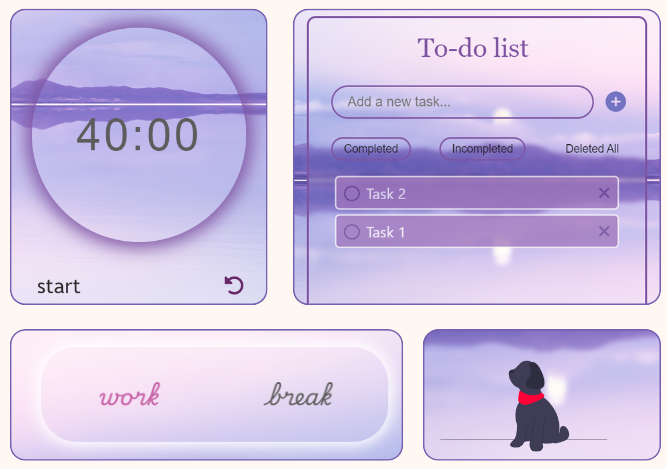 40:00
start
To-do list
Add a new task...
Completed Incompleted Deleted All
Task 2
Task 1
work break